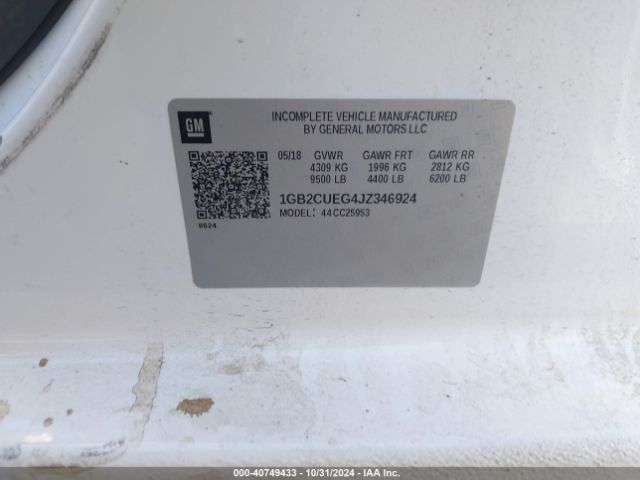 GM
INCOMPLETE VEHICLE MANUFACTURED
BY GENERAL MOTORS LLC
05/18 GVWR GAWR FRT GAWR RR
4309 KG 1996 KG 2812 KG
9500 LB 4400 LB 6200 LB
1GB2CUEG4JZ346924
MODEL: 44CC25953
8624
000-40749433 - 10/31/2024 - IAA Inc.